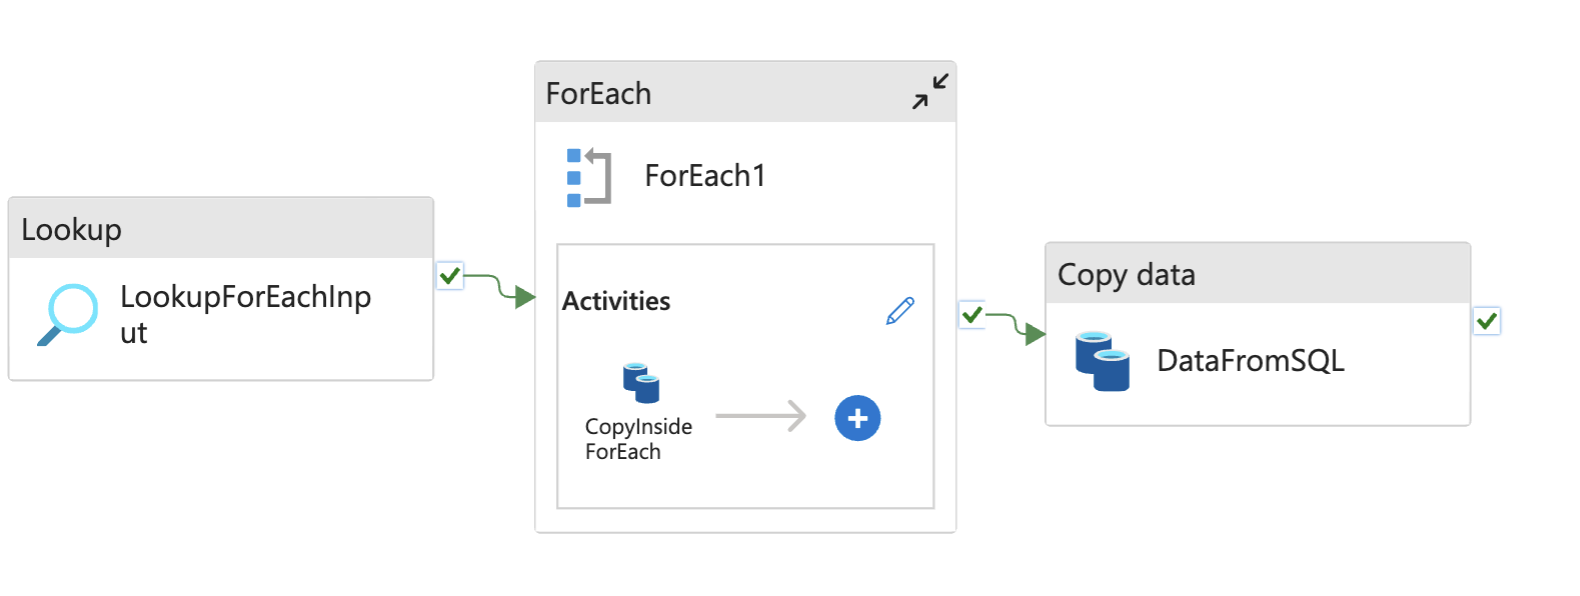 Lookup
LookupForEachInp
ut
ForEach
ForEach1
Activities
CopyInside
ForEach
Copy data
DataFromSQL